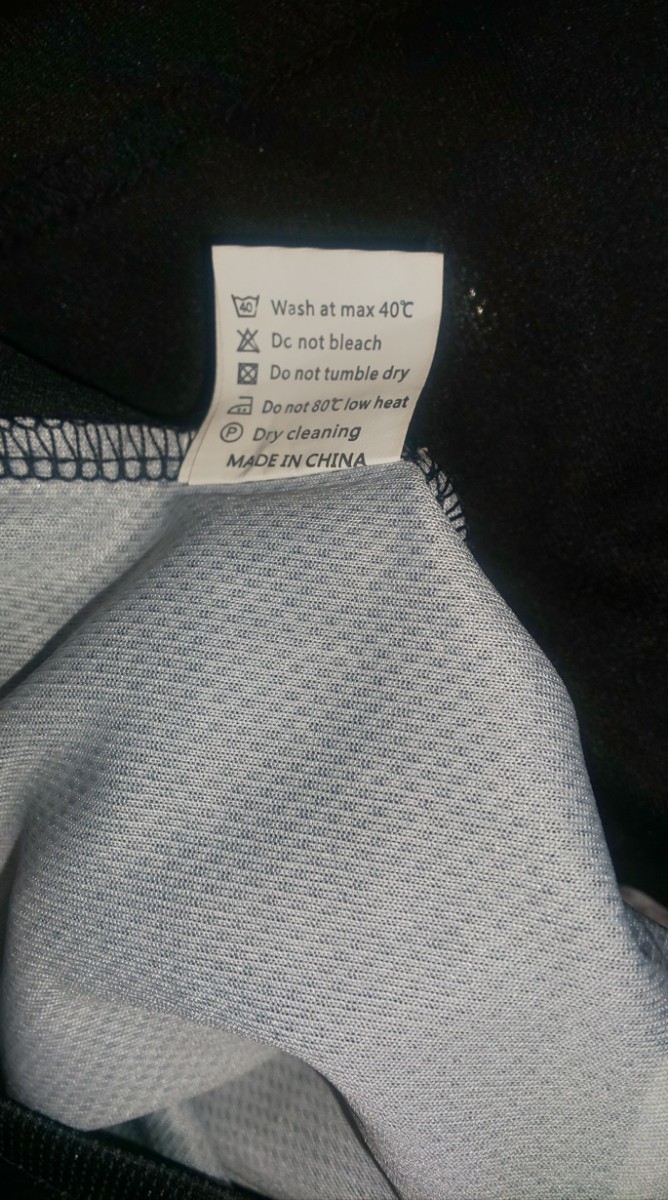 40 Wash at max 40℃
Dc not bleach
Do not tumble dry
Do not 80℃ low heat
P Dry cleaning
MADE IN CHINA